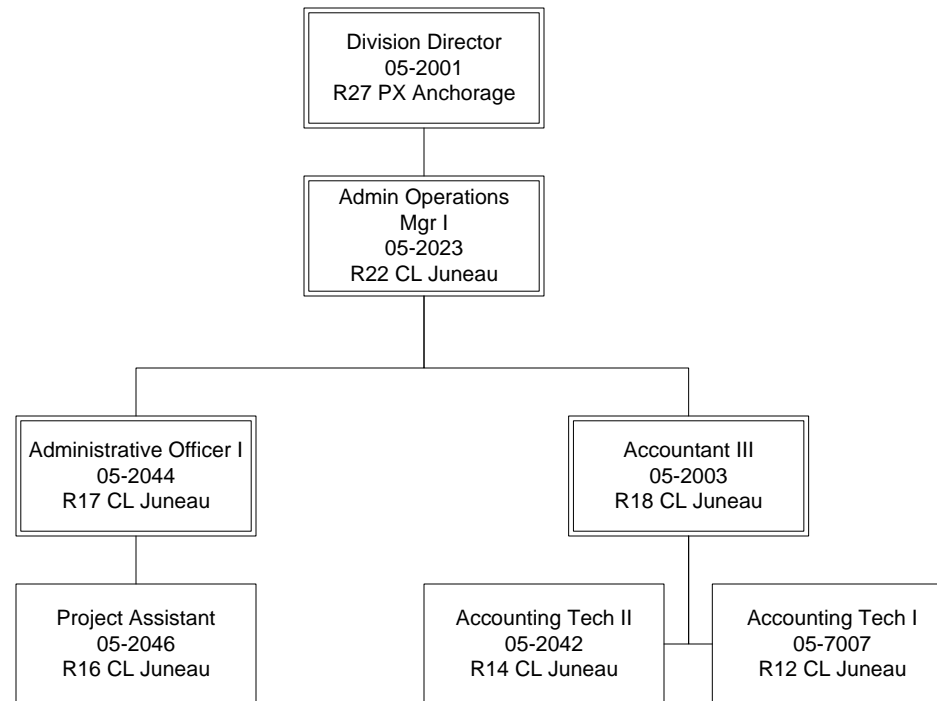 Division Director
05-2001
R27 PX Anchorage
Admin Operations
Mgr I
05-2023
R22 CL Juneau
Administrative Officer I
05-2044
R17 CL Juneau
Accountant III
05-2003
R18 CL Juneau
Project Assistant
05-2046
R16 CL Juneau
Accounting Tech II
05-2042
R14 CL Juneau
Accounting Tech I
05-7007
R12 CL Juneau